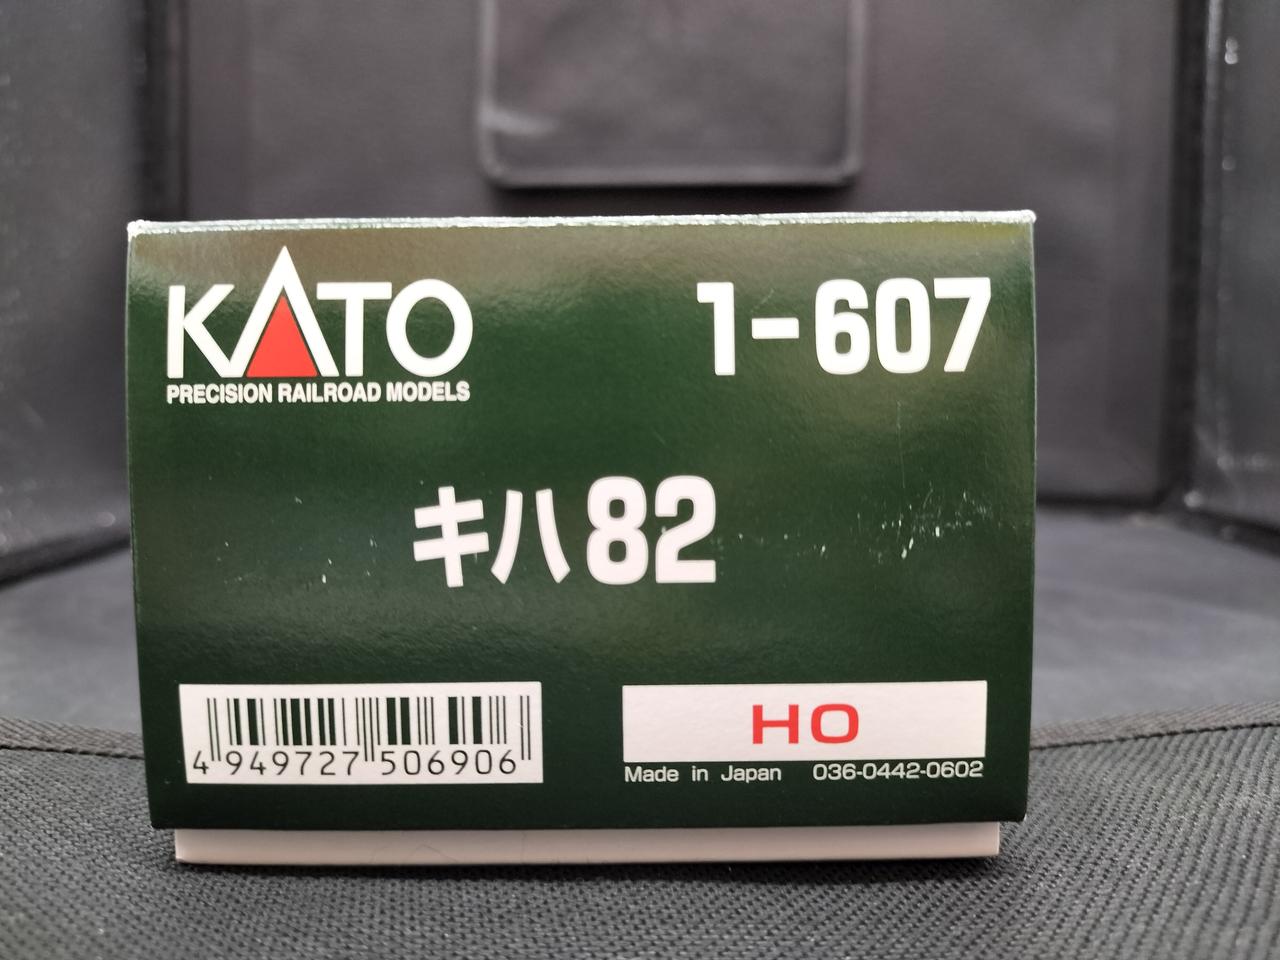 KATO
PRECISION RAILROAD MODELS
1-607
キハ82
4 949727 506906
HO
Made in Japan 036-0442-0602